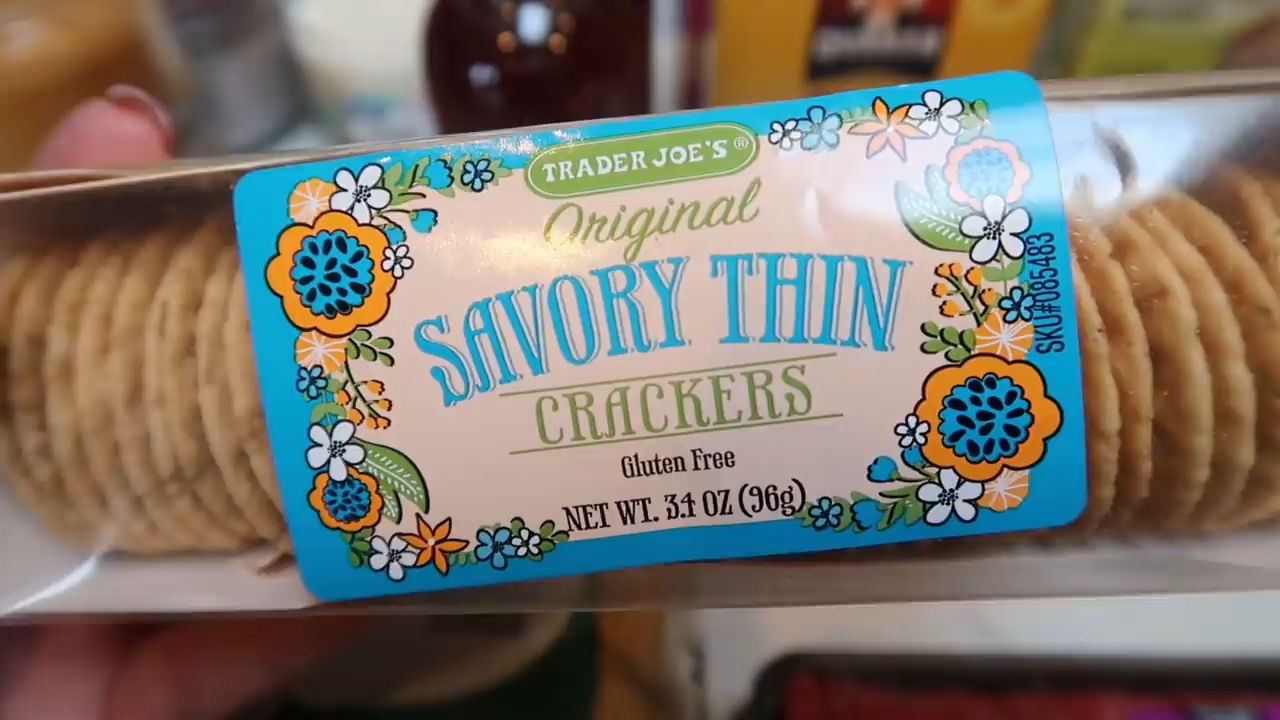 TRADER JOE'S®
Original
SAVORY THIN
CRACKERS
Gluten Free
NET WT. 3.4 OZ (96g)
SKU#085483